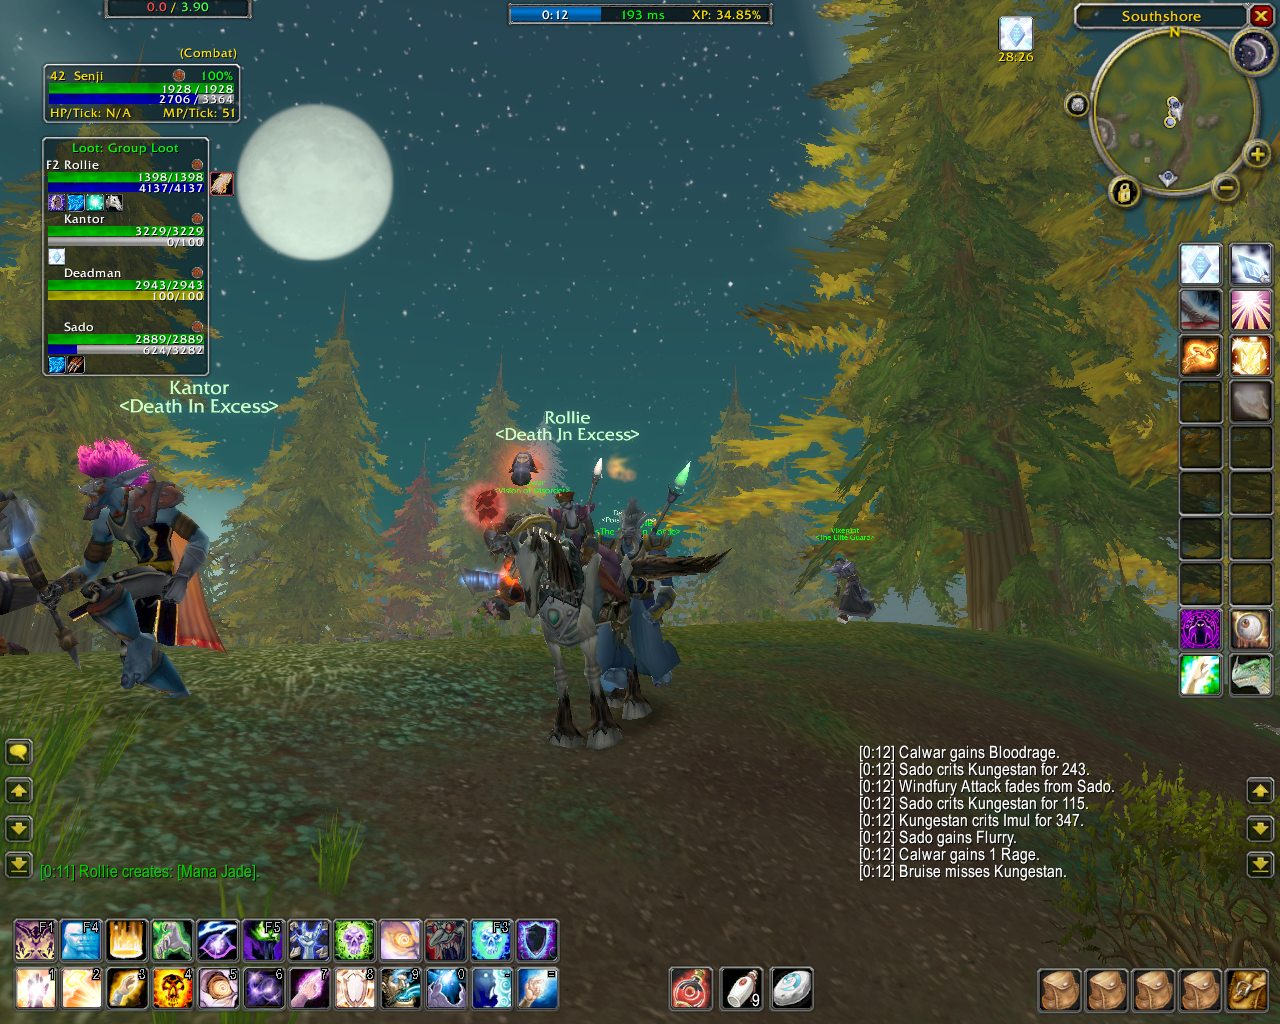 0.0 / 3.90
0:12 193 ms XP: 34.85%
Southshore
N
28:26
(Combat)
42 Senji 100%
1928 / 1928
2706 / 3364
HP/Tick: N/A MP/Tick: 51
Loot: Group Loot
F2 Rollie
1398/1398
4137/4137
Kantor
3229/3229
0/100
Deadman
2943/2943
100/100
Sado
2889/2889
624/3282
Kantor
<Death In Excess>
Rollie
<Death In Excess>
<Vision of Disorder>
<The Elite Guard>
[0:12] Calwar gains Bloodrage.
[0:12] Sado crits Kungestan for 243.
[0:12] Windfury Attack fades from Sado.
[0:12] Sado crits Kungestan for 115.
[0:12] Kungestan crits Imul for 347.
[0:12] Sado gains Flurry.
[0:12] Calwar gains 1 Rage.
[0:12] Bruise misses Kungestan.
[0:11] Rollie creates: [Mana Jade].
F1 F4 F5 F3
1 2 3 4 5 6 7 8 9 0 - =
9